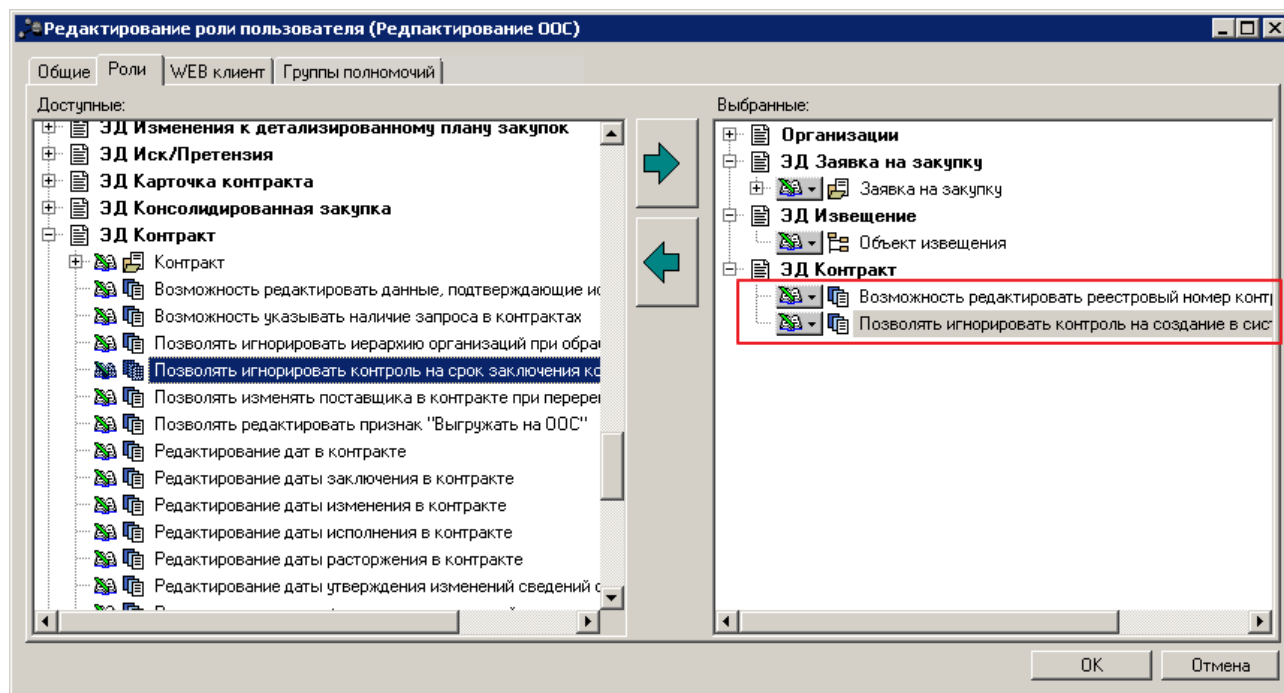 Редактирование роли пользователя (Редпактирование ООС)
Общие
Роли
WEB клиент
Группы полномочий
Доступные:
ЭД Изменения к детализированному плану закупок
ЭД Иск/Претензия
ЭД Карточка контракта
ЭД Консолидированная закупка
ЭД Контракт
Контракт
Возможность редактировать данные, подтверждающие ис
Возможность указывать наличие запроса в контрактах
Позволять игнорировать иерархию организаций при обра
Позволять игнорировать контроль на срок заключения ко
Позволять изменять поставщика в контракте при перере
Позволять редактировать признак "Выгружать на ООС"
Редактирование дат в контракте
Редактирование даты заключения в контракте
Редактирование даты изменения в контракте
Редактирование даты исполнения в контракте
Редактирование даты расторжения в контракте
Редактирование даты утверждения изменений сведений с
Выбранные:
Организации
ЭД Заявка на закупку
Заявка на закупку
ЭД Извещение
Объект извещения
ЭД Контракт
Возможность редактировать реестровый номер конт
Позволять игнорировать контроль на создание в сис
OK
Отмена